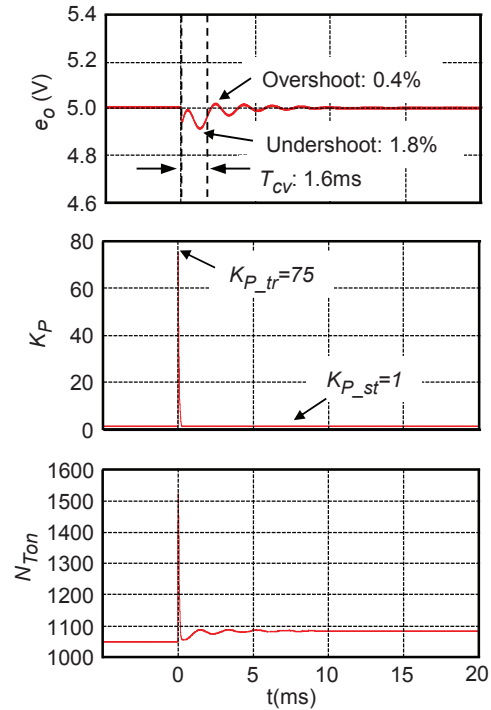 5.4
5.2
5.0
4.8
4.6
e_o (V)
Overshoot: 0.4%
Undershoot: 1.8%
T_cv: 1.6ms
80
60
40
20
0
K_P
K_P_tr=75
K_P_st=1
1600
1500
1400
1300
1200
1100
1000
N_Ton
0 5 10 15 20
t(ms)